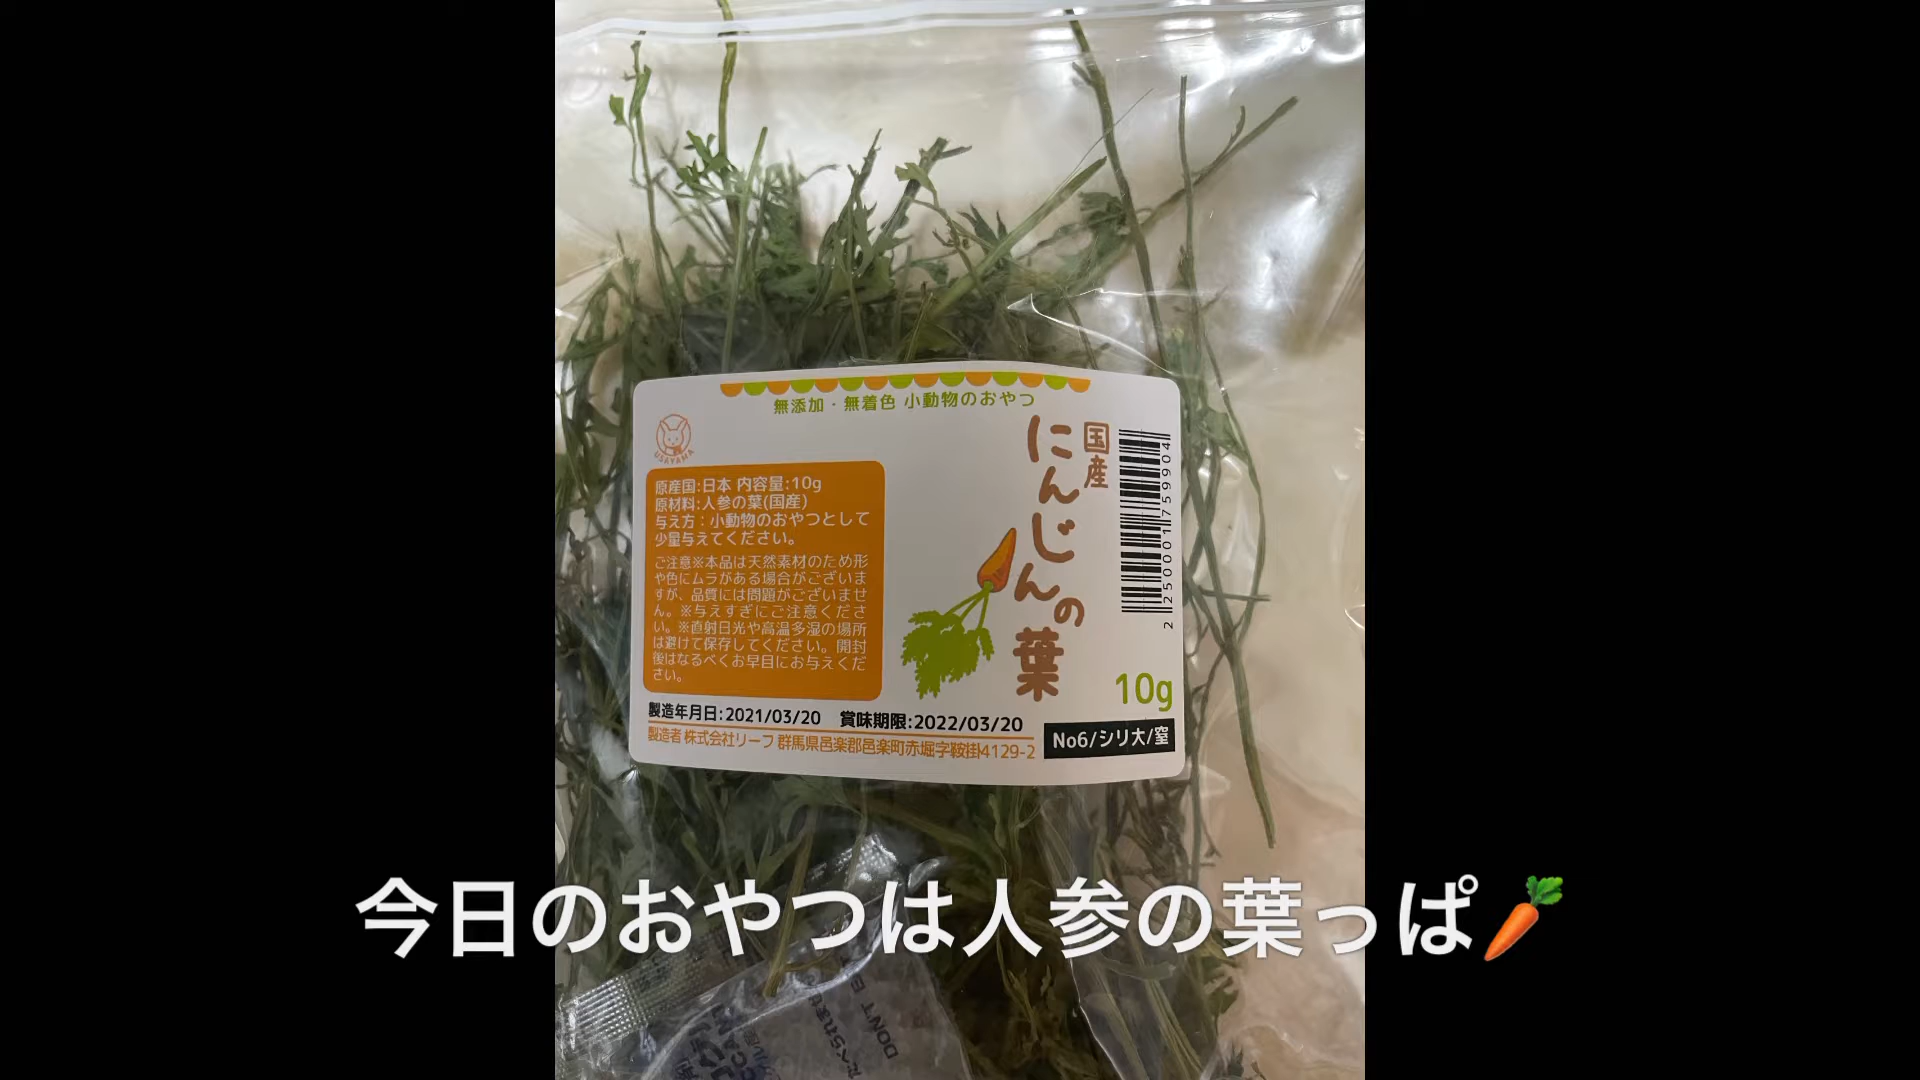 無添加・無着色 小動物のおやつ
USAYAMA
国産
にんじんの葉
原産国:日本 内容量:10g
原材料:人参の葉(国産)
与え方:小動物のおやつとして
少量与えてください。
ご注意※本品は天然素材のため形
や色にムラがある場合がございま
すが、品質には問題がございませ
ん。※与えすぎにご注意くださ
い。※直射日光や高温多湿の場所
は避けて保存してください。開封
後はなるべくお早目にお与えくだ
さい。
2250001759904
10g
製造年月日:2021/03/20 賞味期限:2022/03/20
製造者 株式会社リーフ 群馬県邑楽郡邑楽町赤堀字鞍掛4129-2
No6/シリ大/窒
今日のおやつは人参の葉っぱ🥕
たべられませ
DON'T E